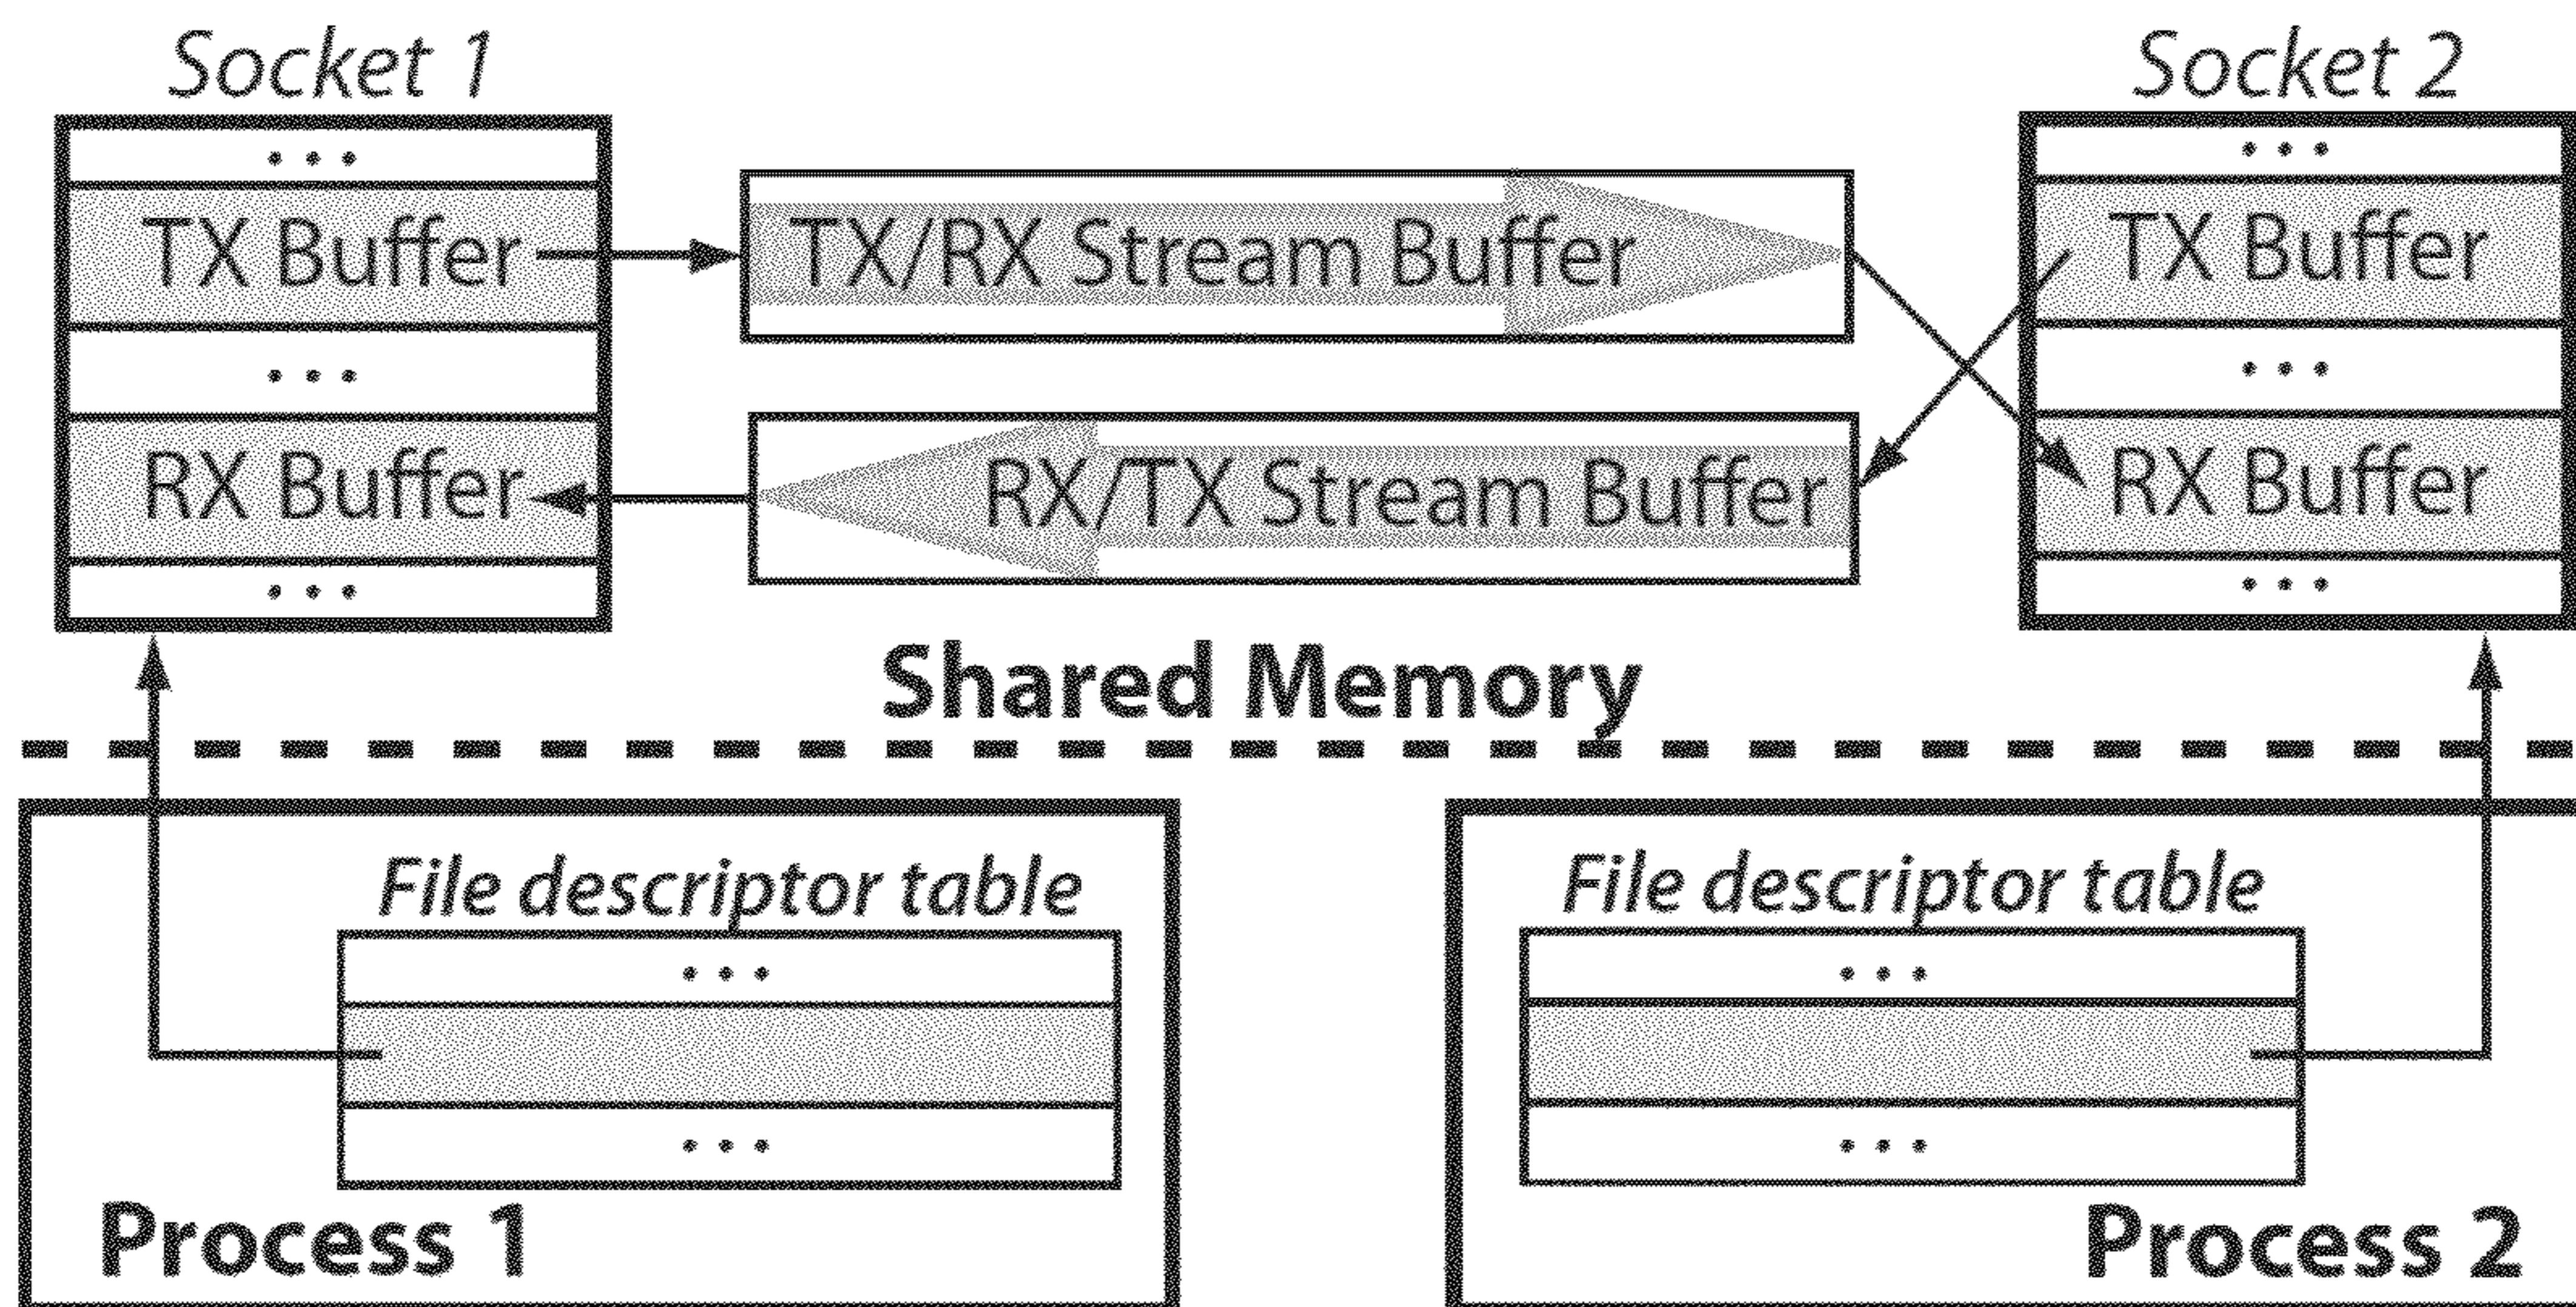 Socket 1
Socket 2
• • •
TX Buffer
• • •
RX Buffer
• • •
TX/RX Stream Buffer
RX/TX Stream Buffer
• • •
TX Buffer
• • •
RX Buffer
• • •
Shared Memory
File descriptor table
• • •
• • •
Process 1
File descriptor table
• • •
• • •
Process 2